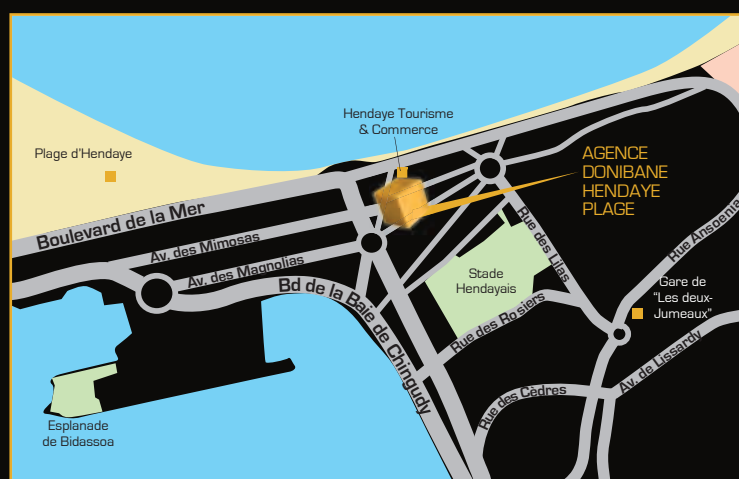 Hendaye Tourisme
& Commerce
Plage d'Hendaye
AGENCE
DONIBANE
HENDAYE
PLAGE
Boulevard de la Mer
Av. des Mimosas
Av. des Magnolias
Bd de la Baie de Chingudy
Rue des Lilas
Rue Ansoenia
Stade
Hendayais
Gare de
"Les deux-
Jumeaux"
Rue des Rosiers
Av. de Lissardy
Rue des Cèdres
Esplanade
de Bidassoa